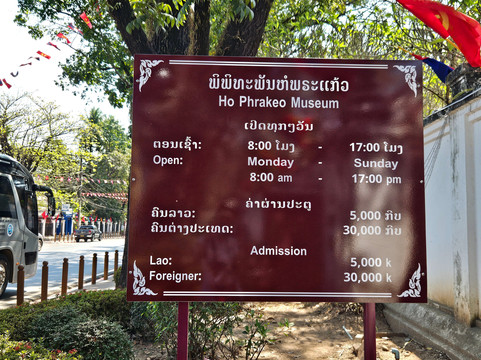 ພິພິທະພັນຫໍພຣະແກ້ວ
Ho Phrakeo Museum
ເປີດທຸກວັນ
ຕອນເຊົ້າ: 8:00 ໂມງ - 17:00 ໂມງ
Open: Monday - Sunday
8:00 am - 17:00 pm
ຄ່າຜ່ານປະຕູ
ຄົນລາວ: 5,000 ກີບ
ຄົນຕ່າງປະເທດ: 30,000 ກີບ
Admission
Lao: 5,000 k
Foreigner: 30,000 k